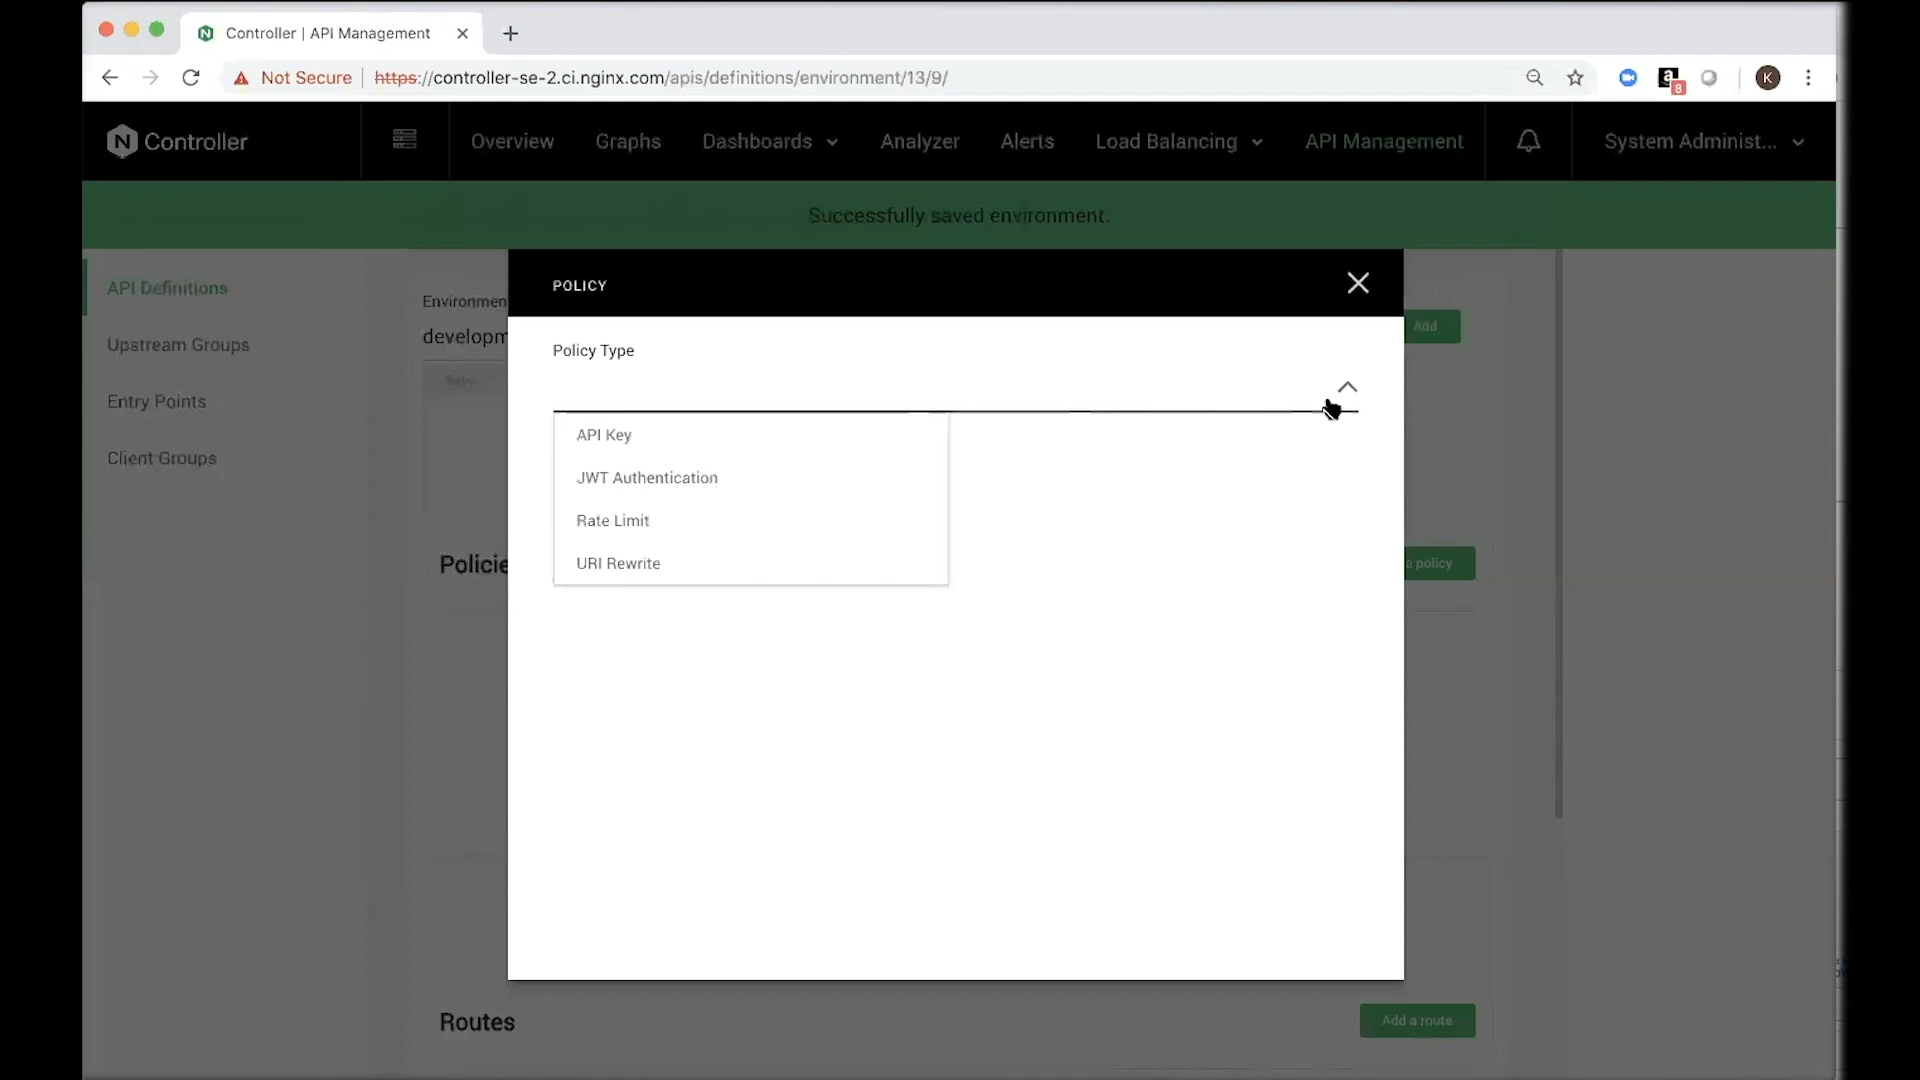 Controller | API Management
Not Secure | https://controller-se-2.ci.nginx.com/apis/definitions/environment/13/9/
8
K
N Controller
Overview
Graphs
Dashboards
Analyzer
Alerts
Load Balancing
API Management
System Administ...
Successfully saved environment.
API Definitions
Upstream Groups
Entry Points
Client Groups
Environmen
developm
Save
Add
POLICY
Policy Type
API Key
JWT Authentication
Rate Limit
URI Rewrite
Policie
a policy
Routes
Add a route